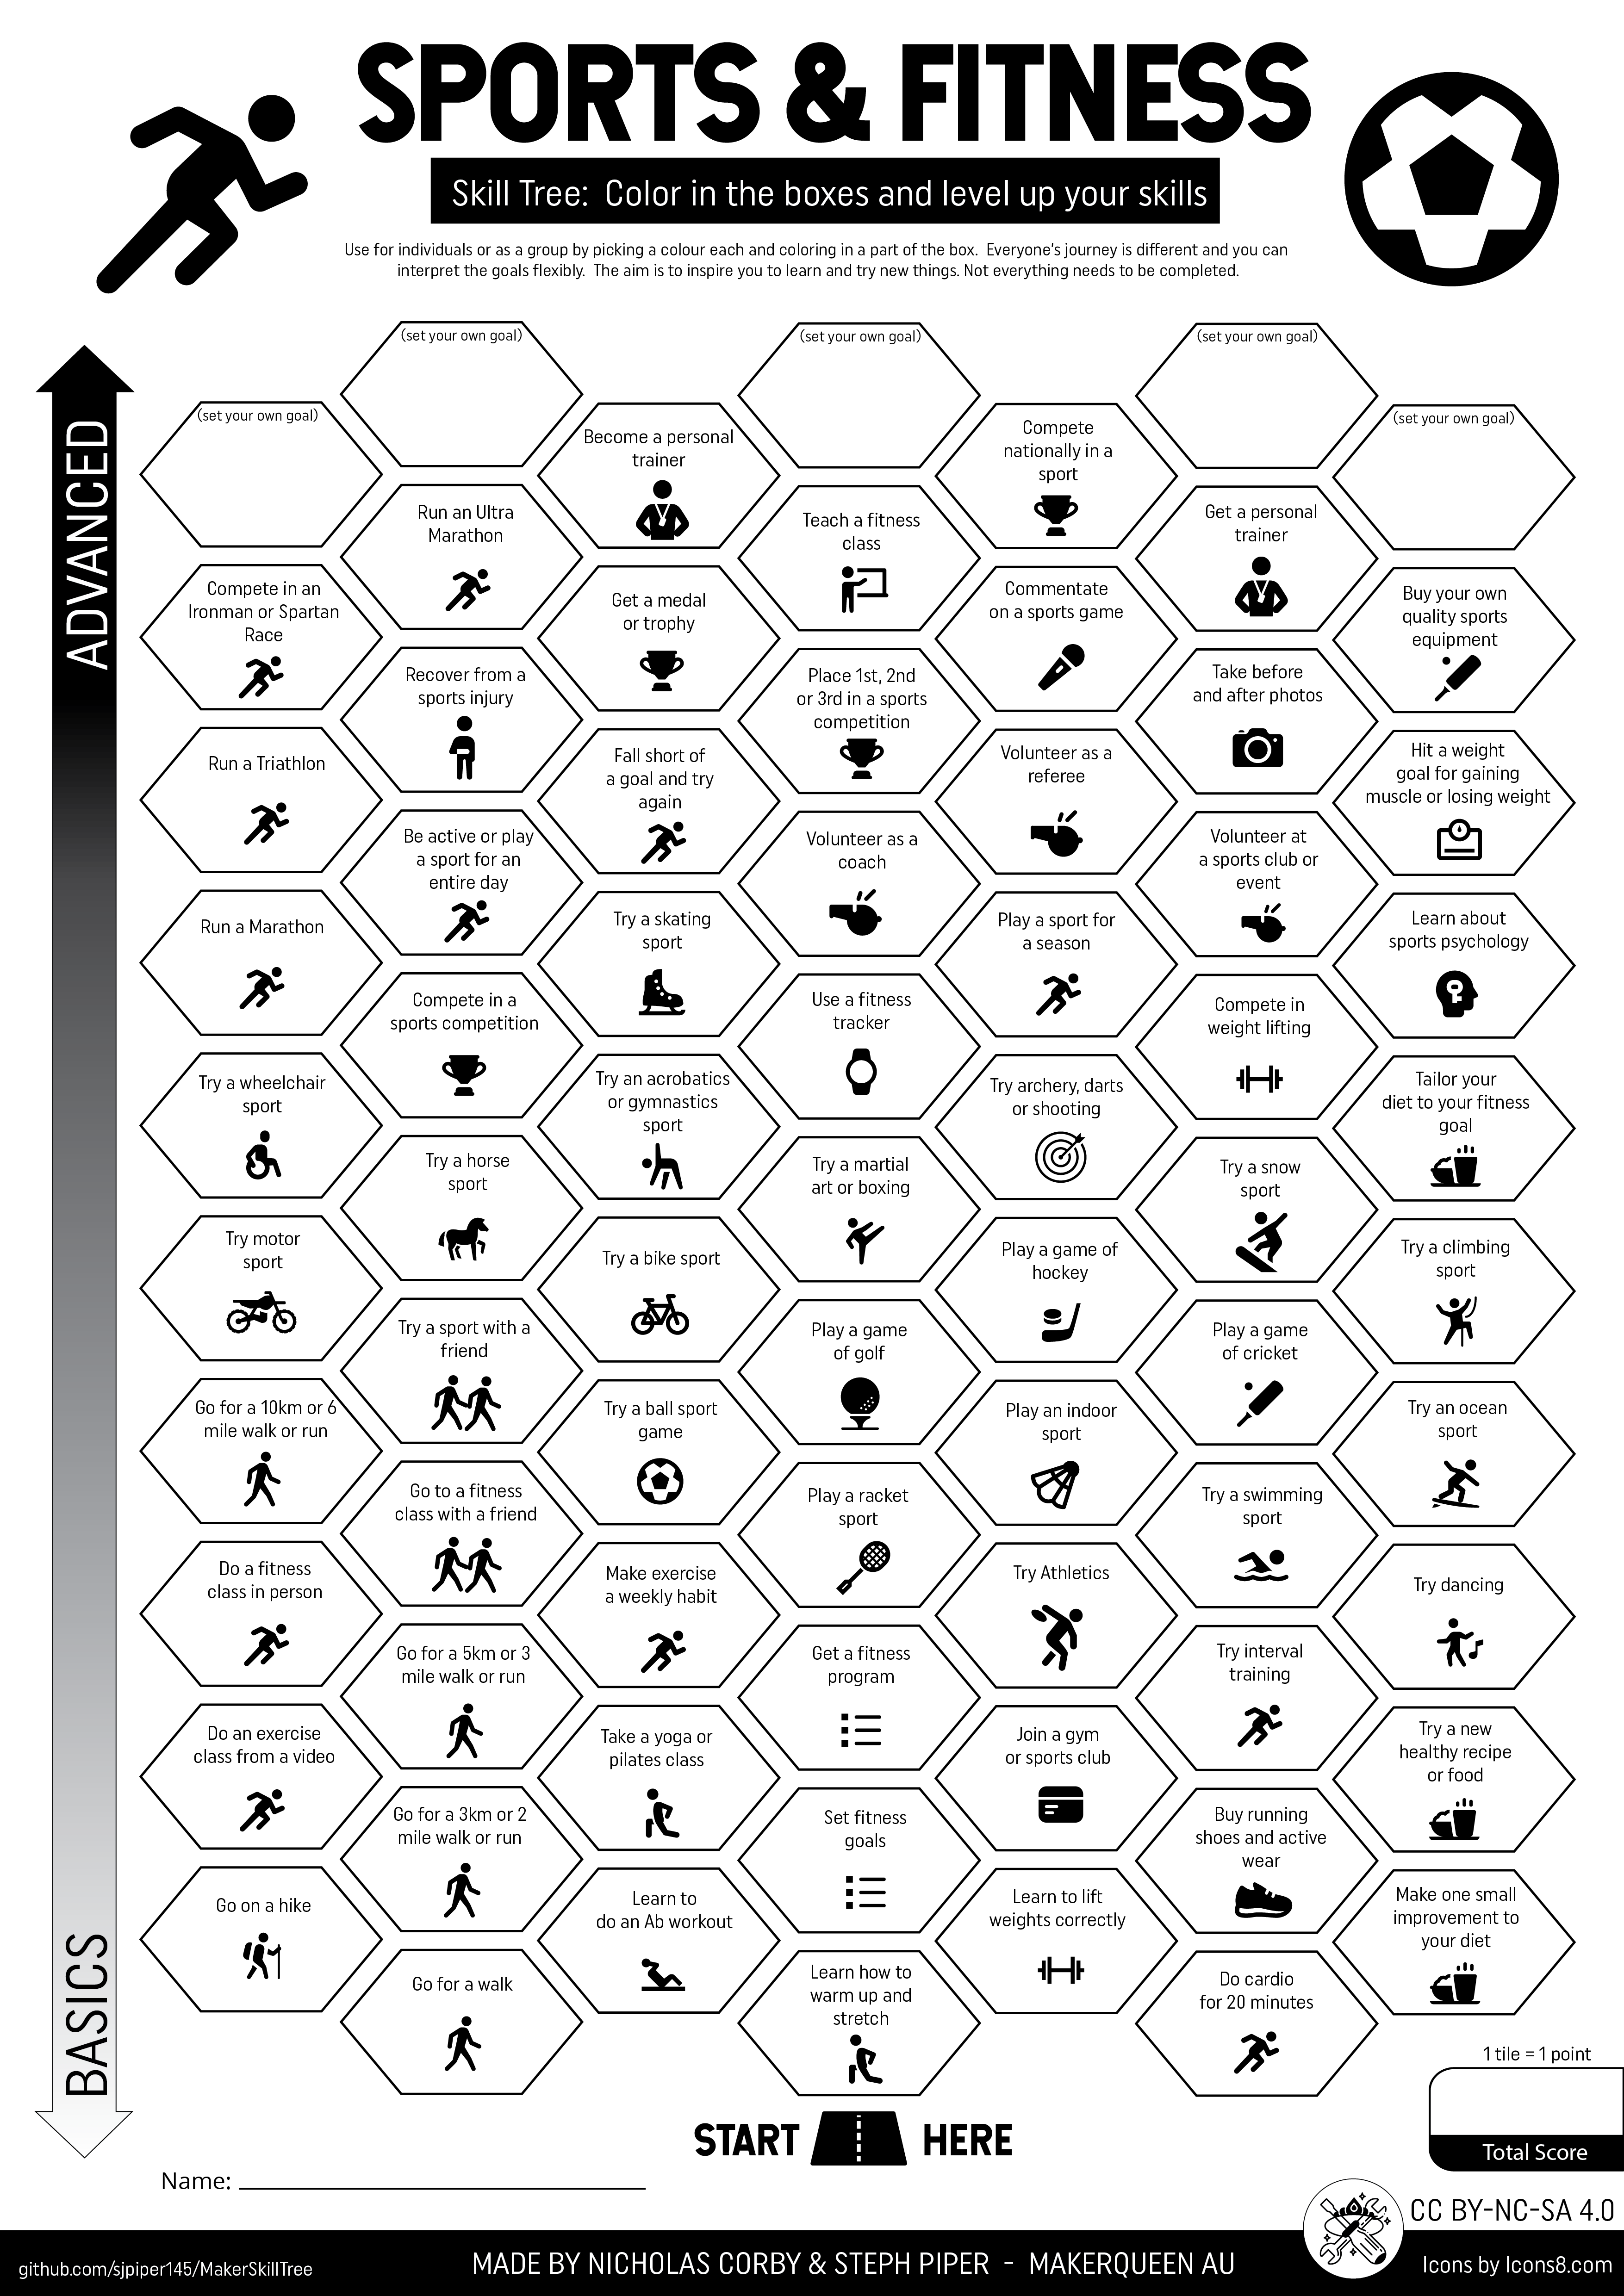 SPORTS & FITNESS
Skill Tree: Color in the boxes and level up your skills
Use for individuals or as a group by picking a colour each and coloring in a part of the box. Everyone's journey is different and you can
interpret the goals flexibly. The aim is to inspire you to learn and try new things. Not everything needs to be completed.
ADVANCED
BASICS
(set your own goal)
(set your own goal)
(set your own goal)
(set your own goal)
(set your own goal)
Become a personal
trainer
Compete
nationally in a
sport
Run an Ultra
Marathon
Teach a fitness
class
Get a personal
trainer
Compete in an
Ironman or Spartan
Race
Get a medal
or trophy
Commentate
on a sports game
Buy your own
quality sports
equipment
Recover from a
sports injury
Place 1st, 2nd
or 3rd in a sports
competition
Take before
and after photos
Run a Triathlon
Fall short of
a goal and try
again
Volunteer as a
referee
Hit a weight
goal for gaining
muscle or losing weight
Be active or play
a sport for an
entire day
Volunteer as a
coach
Volunteer at
a sports club or
event
Run a Marathon
Try a skating
sport
Play a sport for
a season
Learn about
sports psychology
Compete in a
sports competition
Use a fitness
tracker
Compete in
weight lifting
Try a wheelchair
sport
Try an acrobatics
or gymnastics
sport
Try archery, darts
or shooting
Tailor your
diet to your fitness
goal
Try a horse
sport
Try a martial
art or boxing
Try a snow
sport
Try motor
sport
Try a bike sport
Play a game of
hockey
Try a climbing
sport
Try a sport with a
friend
Play a game
of golf
Play a game
of cricket
Go for a 10km or 6
mile walk or run
Try a ball sport
game
Play an indoor
sport
Try an ocean
sport
Go to a fitness
class with a friend
Play a racket
sport
Try a swimming
sport
Do a fitness
class in person
Make exercise
a weekly habit
Try Athletics
Try dancing
Go for a 5km or 3
mile walk or run
Get a fitness
program
Try interval
training
Do an exercise
class from a video
Take a yoga or
pilates class
Join a gym
or sports club
Try a new
healthy recipe
or food
Go for a 3km or 2
mile walk or run
Set fitness
goals
Buy running
shoes and active
wear
Go on a hike
Learn to
do an Ab workout
Learn to lift
weights correctly
Make one small
improvement to
your diet
Go for a walk
Learn how to
warm up and
stretch
Do cardio
for 20 minutes
1 tile = 1 point
Total Score
START HERE
Name:
CC BY-NC-SA 4.0
github.com/sjpiper145/MakerSkillTree
MADE BY NICHOLAS CORBY & STEPH PIPER - MAKERQUEEN AU
Icons by Icons8.com